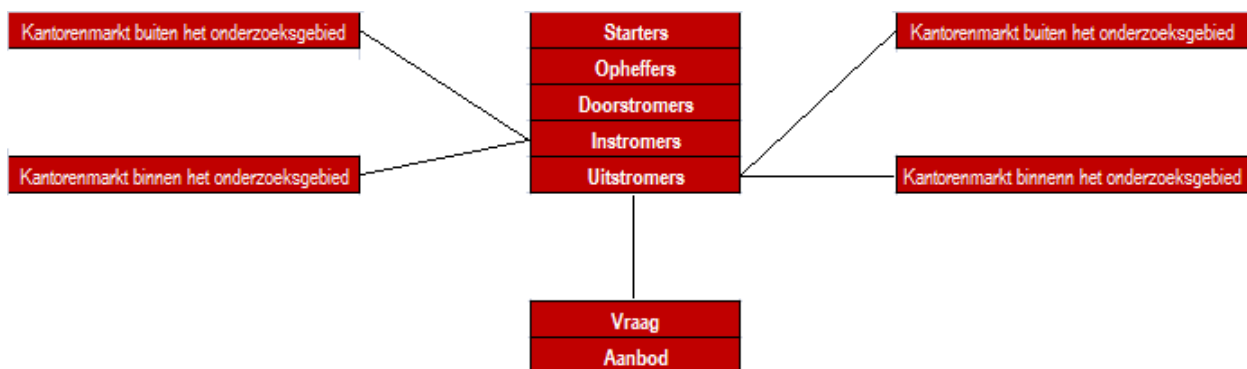 Kantorenmarkt buiten het onderzoeksgebied
Starters
Kantorenmarkt buiten het onderzoeksgebied
Opheffers
Doorstromers
Instromers
Kantorenmarkt binnen het onderzoeksgebied
Uitstromers
Kantorenmarkt binnenn het onderzoeksgebied
Vraag
Aanbod